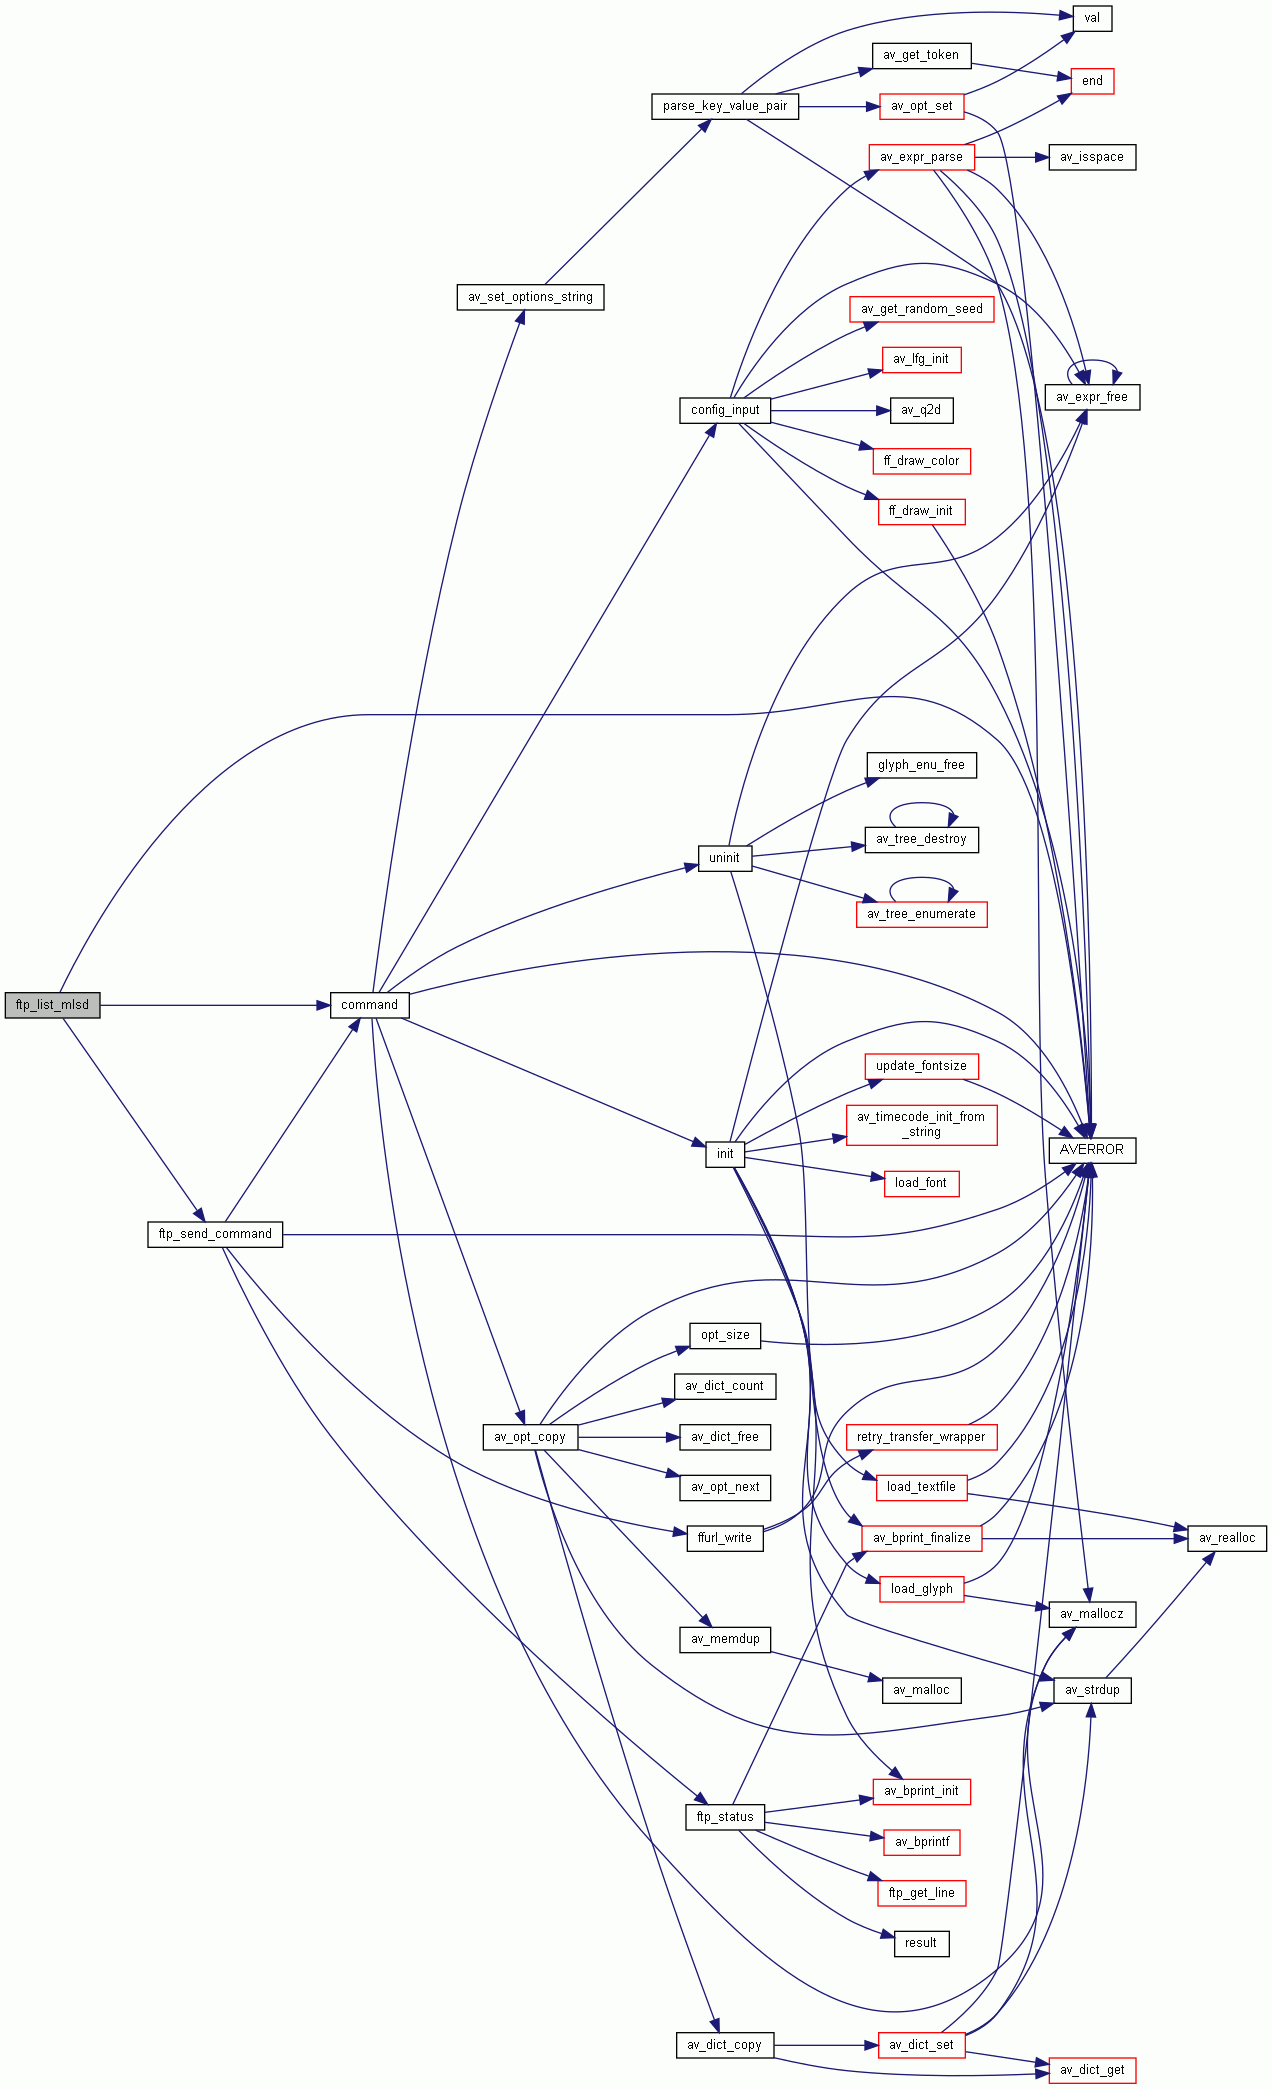 val
av_get_token
end
parse_key_value_pair
av_opt_set
av_expr_parse
av_isspace
av_set_options_string
av_get_random_seed
av_lfg_init
av_expr_free
config_input
av_q2d
ff_draw_color
ff_draw_init
glyph_enu_free
av_tree_destroy
uninit
av_tree_enumerate
ftp_list_mlsd
command
update_fontsize
av_timecode_init_from
_string
init
AVERROR
load_font
ftp_send_command
opt_size
av_dict_count
av_opt_copy
av_dict_free
retry_transfer_wrapper
av_opt_next
load_textfile
ffurl_write
av_bprint_finalize
av_realloc
load_glyph
av_mallocz
av_memdup
av_malloc
av_strdup
av_bprint_init
ftp_status
av_bprintf
ftp_get_line
result
av_dict_copy
av_dict_set
av_dict_get